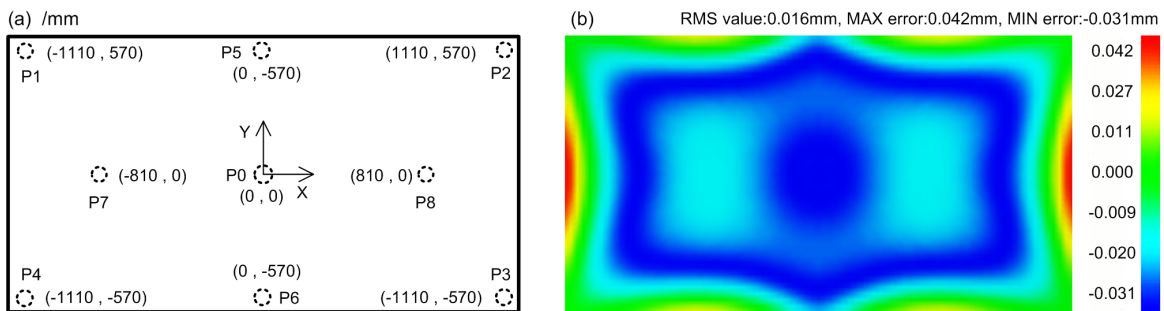 (a) /mm
(-1110 , 570)
P5
(1110 , 570)
P1
(0 , -570)
P2
Y
(-810 , 0)
P0
(810 , 0)
X
P7
(0 , 0)
P8
P4
(0 , -570)
P3
(-1110 , -570)
P6
(-1110 , -570)
(b) RMS value:0.016mm, MAX error:0.042mm, MIN error:-0.031mm
0.042
0.027
0.011
0.000
-0.009
-0.020
-0.031